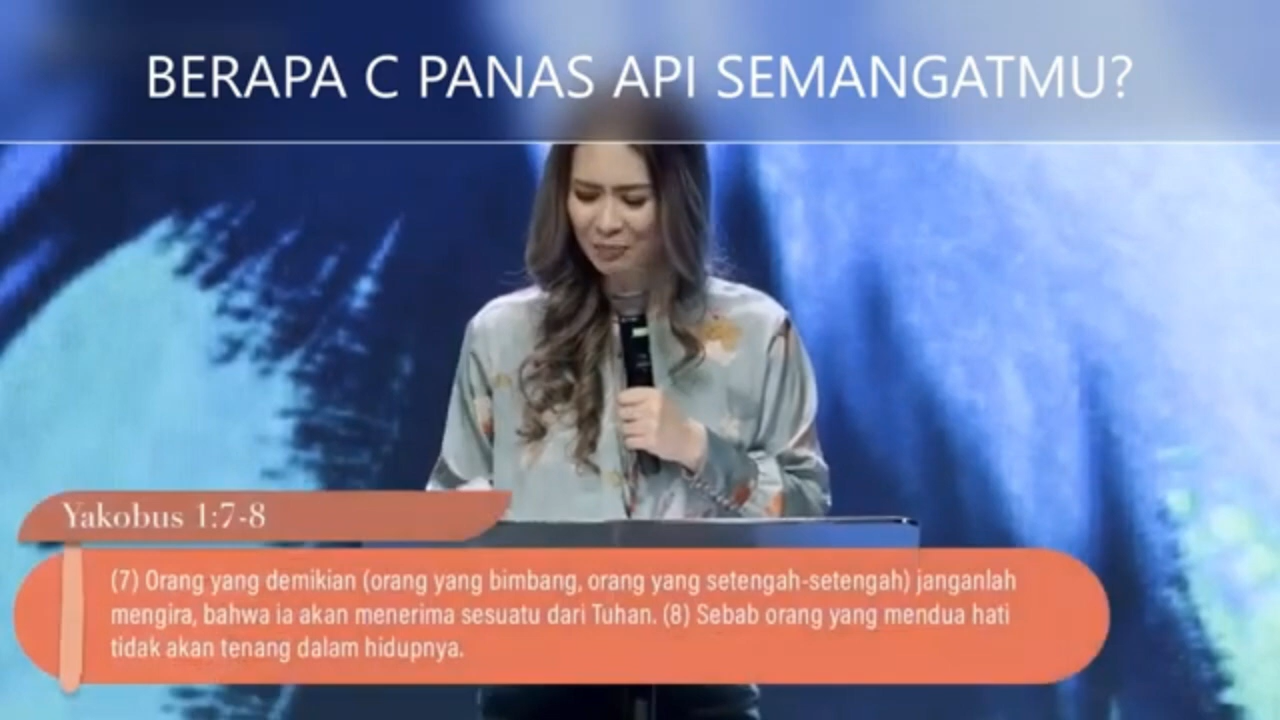 BERAPA C PANAS API SEMANGATMU?
Yakobus 1:7-8
(7) Orang yang demikian (orang yang bimbang, orang yang setengah-setengah) janganlah
mengira, bahwa ia akan menerima sesuatu dari Tuhan. (8) Sebab orang yang mendua hati
tidak akan tenang dalam hidupnya.